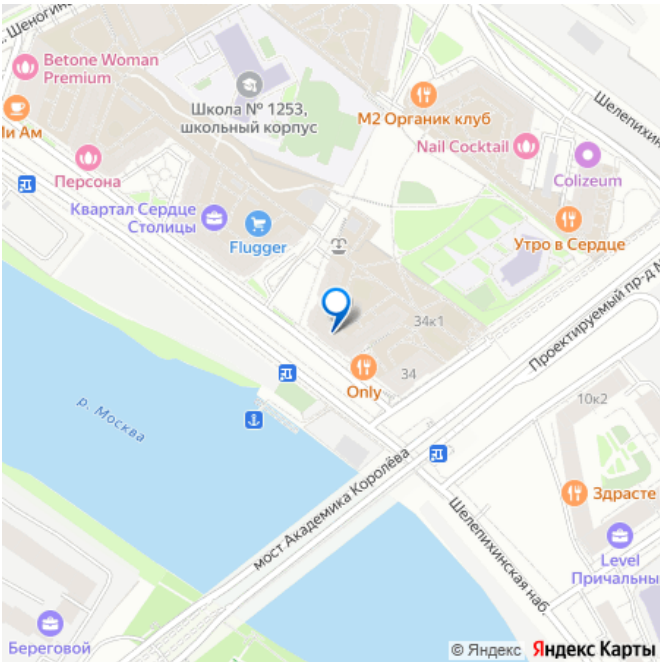 л. Шеногина
Betone Woman
Premium
Школа № 1253,
школьный корпус
М2 Органик клуб
Шелепихин
Nail Cocktail
Colizeum
Ми Ам
Персона
Квартал Сердце
Столицы
Flugger
Утро в Сердце
Проектируемый пр-д №
34к1
34
Only
10к2
р. Москва
мост Академика Королёва
Здрасте
Шелепихинская наб.
Level
Причальны
Береговой
© Яндекс Яндекс Карты